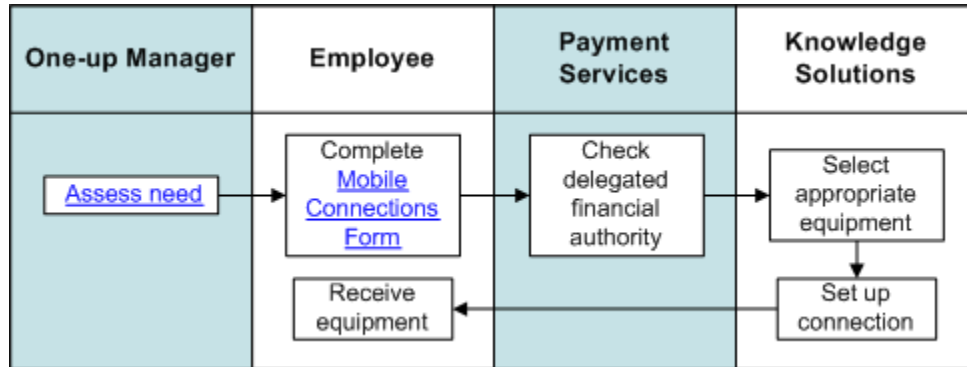 One-up Manager
Employee
Payment
Services
Knowledge
Solutions
Assess need
Complete
Mobile
Connections
Form
Check
delegated
financial
authority
Select
appropriate
equipment
Receive
equipment
Set up
connection